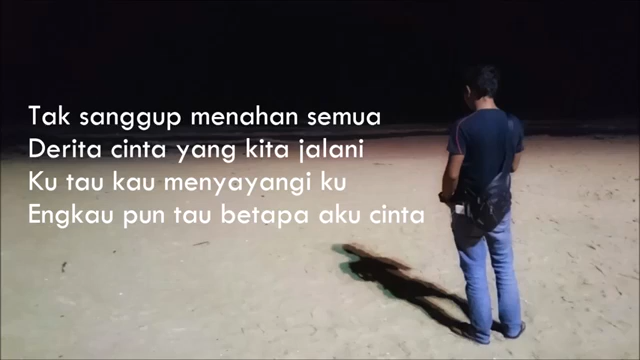 Tak sanggup menahan semua
Derita cinta yang kita jalani
Ku tau kau menyayangi ku
Engkau pun tau betapa aku cinta